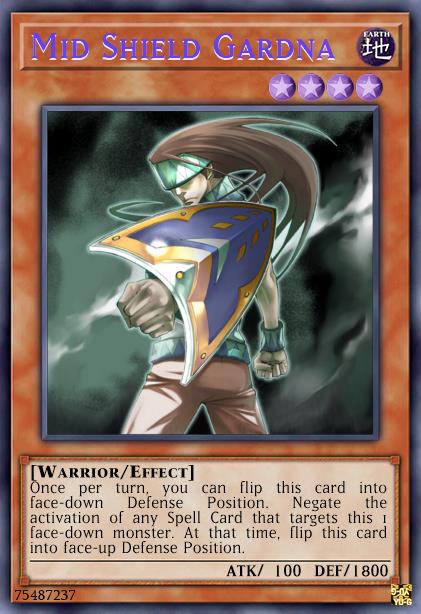 Mid Shield Gardna
EARTH
地
[Warrior/Effect]
Once per turn, you can flip this card into
face-down Defense Position. Negate the
activation of any Spell Card that targets this 1
face-down monster. At that time, flip this card
into face-up Defense Position.
ATK/ 100 DEF/1800
75487237